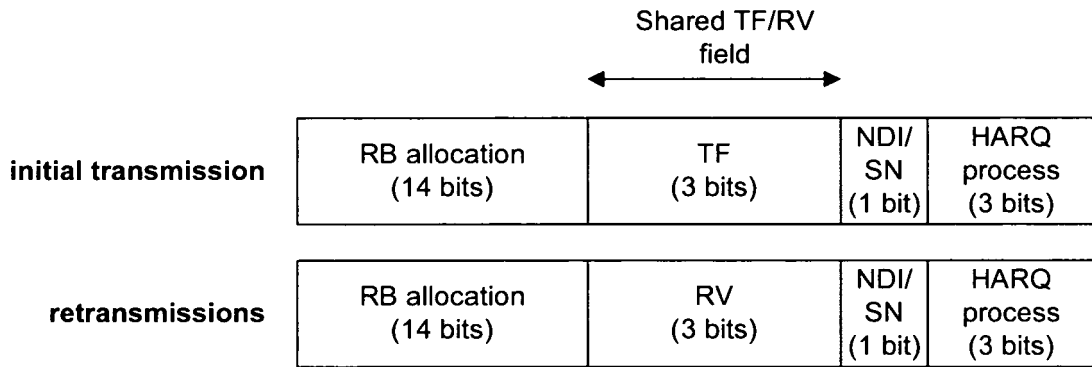 Shared TF/RV
field
initial transmission
RB allocation
(14 bits)
TF
(3 bits)
NDI/
SN
(1 bit)
HARQ
process
(3 bits)
retransmissions
RB allocation
(14 bits)
RV
(3 bits)
NDI/
SN
(1 bit)
HARQ
process
(3 bits)